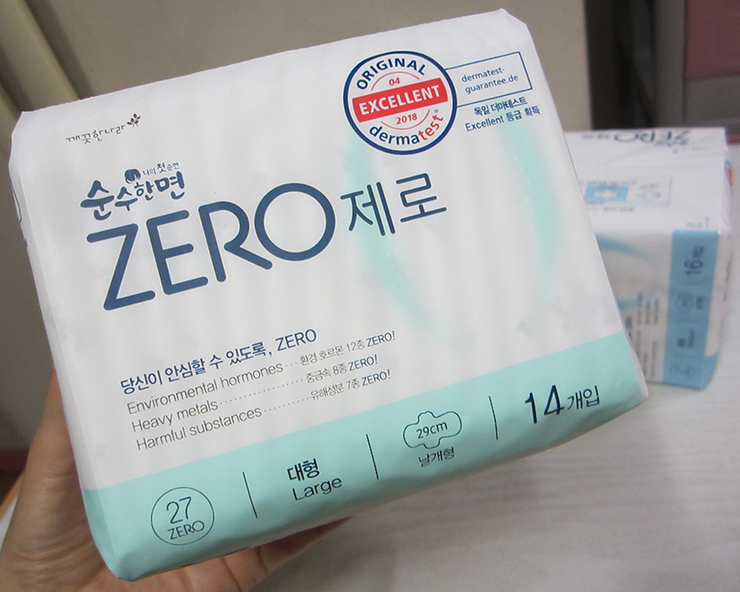 깨끗한나라
나의 첫 순면
순수한면
ZERO제로
ORIGINAL
04
EXCELLENT
2018
dermatest®
dermatest-
guarantee.de
독일 더마테스트
Excellent 등급 획득
당신이 안심할 수 있도록, ZERO
Environmental hormones ··· 환경 호르몬 12종 ZERO!
Heavy metals ··················· 중금속 8종 ZERO!
Harmful substances ··········· 유해성분 7종 ZERO!
27
ZERO
대형
Large
29cm
날개형
14개입
ZERO
16